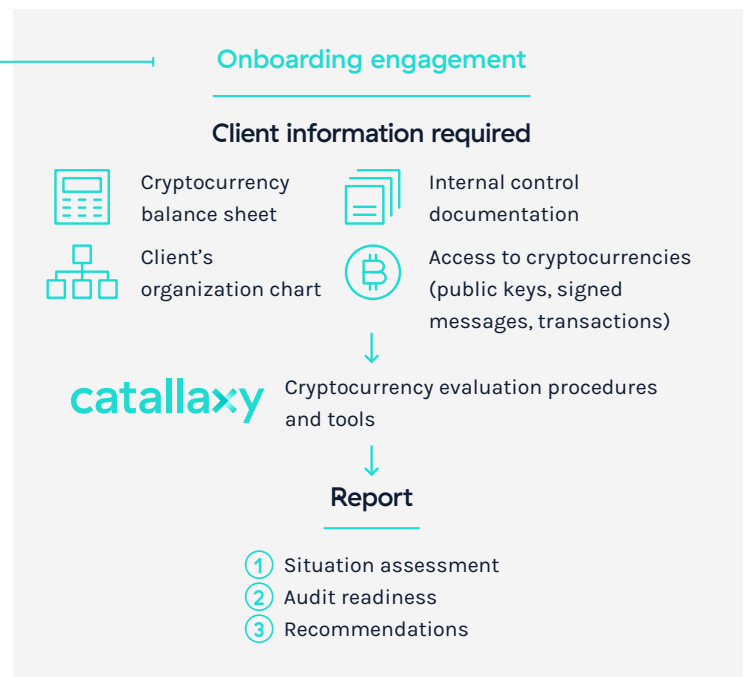 Onboarding engagement
Client information required
Cryptocurrency
balance sheet
Internal control
documentation
Client's
organization chart
Access to cryptocurrencies
(public keys, signed
messages, transactions)
catallaxy
Cryptocurrency evaluation procedures
and tools
Report
1 Situation assessment
2 Audit readiness
3 Recommendations